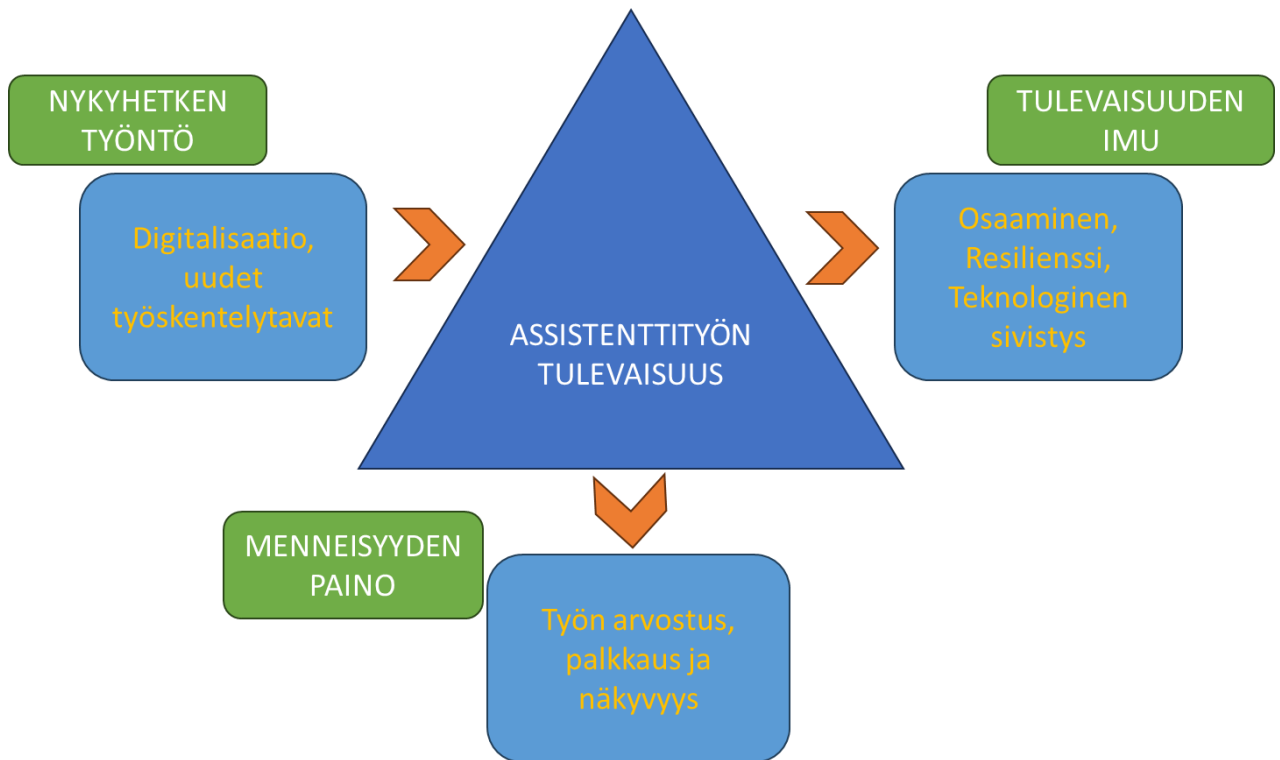 NYKYHETKEN
TYÖNTÖ
Digitalisaatio,
uudet
työskentelytavat
ASSISTENTTITYÖN
TULEVAISUUS
TULEVAISUUDEN
IMU
Osaaminen,
Resilienssi,
Teknologinen
sivistys
MENNEISYYDEN
PAINO
Työn arvostus,
palkkaus ja
näkyvyys